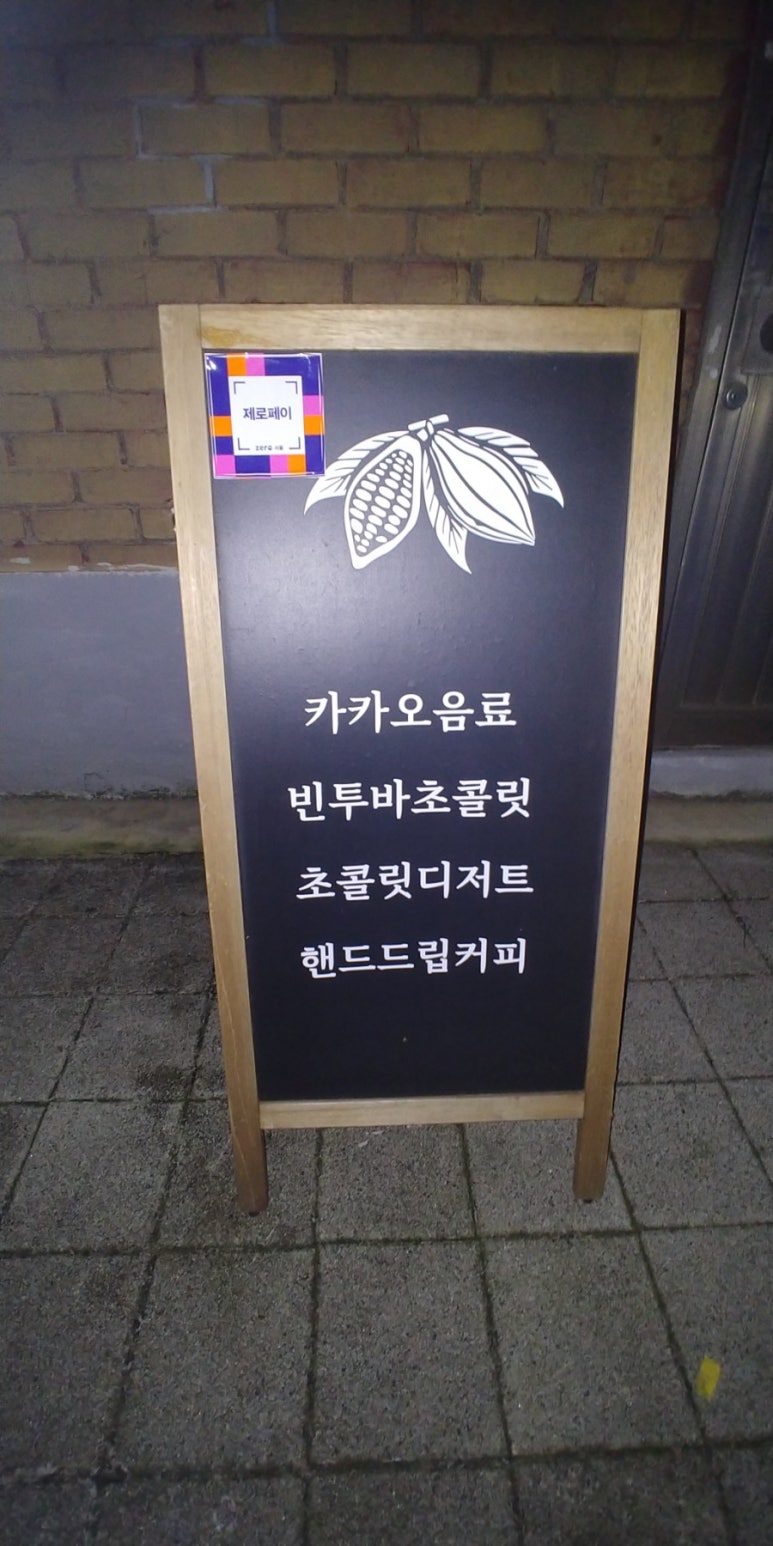 제로페이
카카오음료
빈투바초콜릿
초콜릿디저트
핸드드립커피